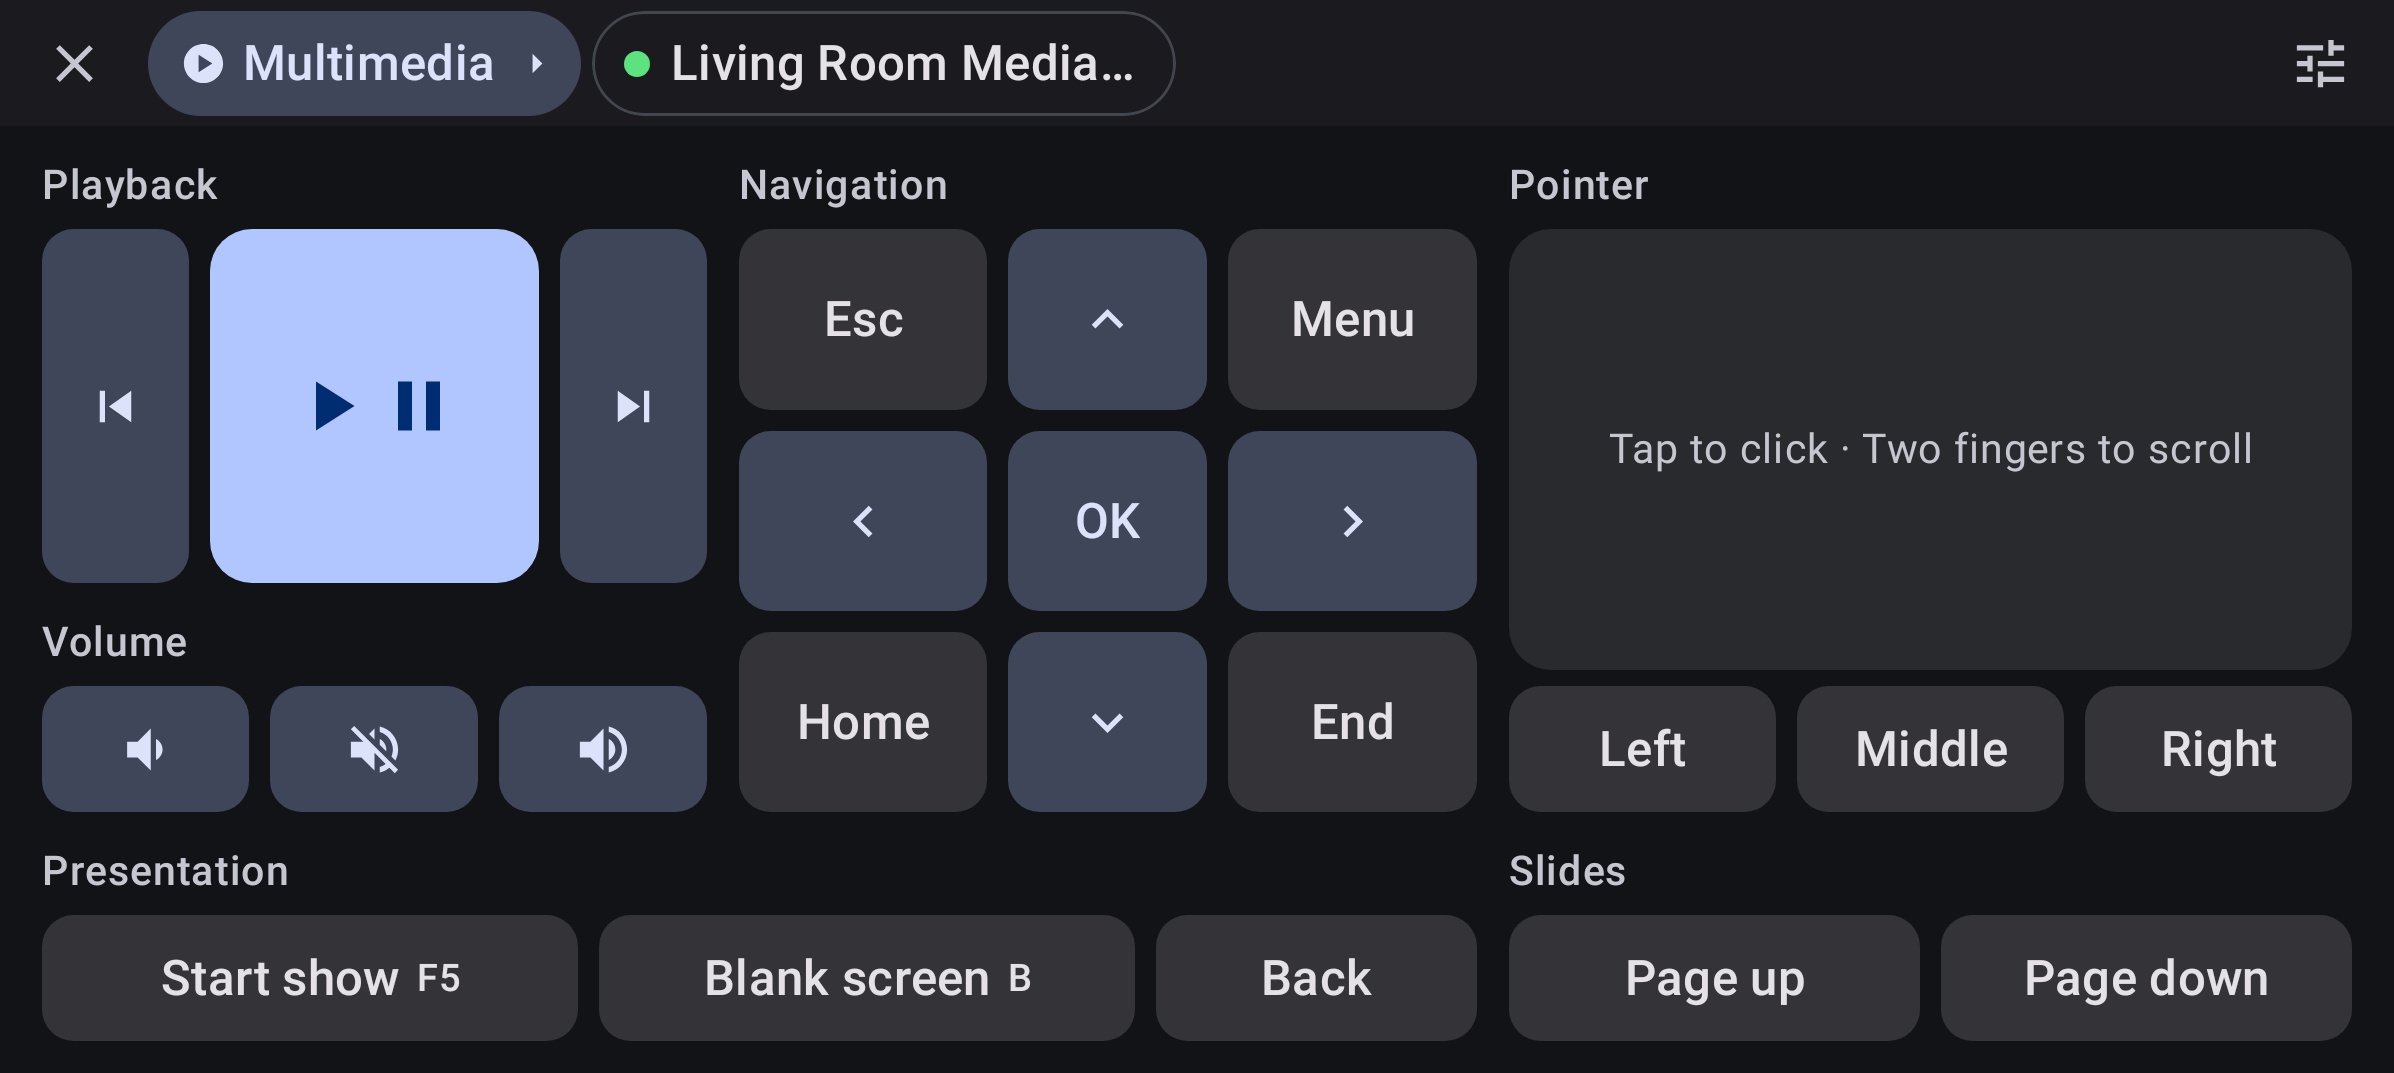 Multimedia
Living Room Media...
Playback
Navigation
Pointer
Esc
Menu
Tap to click · Two fingers to scroll
OK
Volume
Home
End
Left
Middle
Right
Presentation
Slides
Start show F5
Blank screen B
Back
Page up
Page down